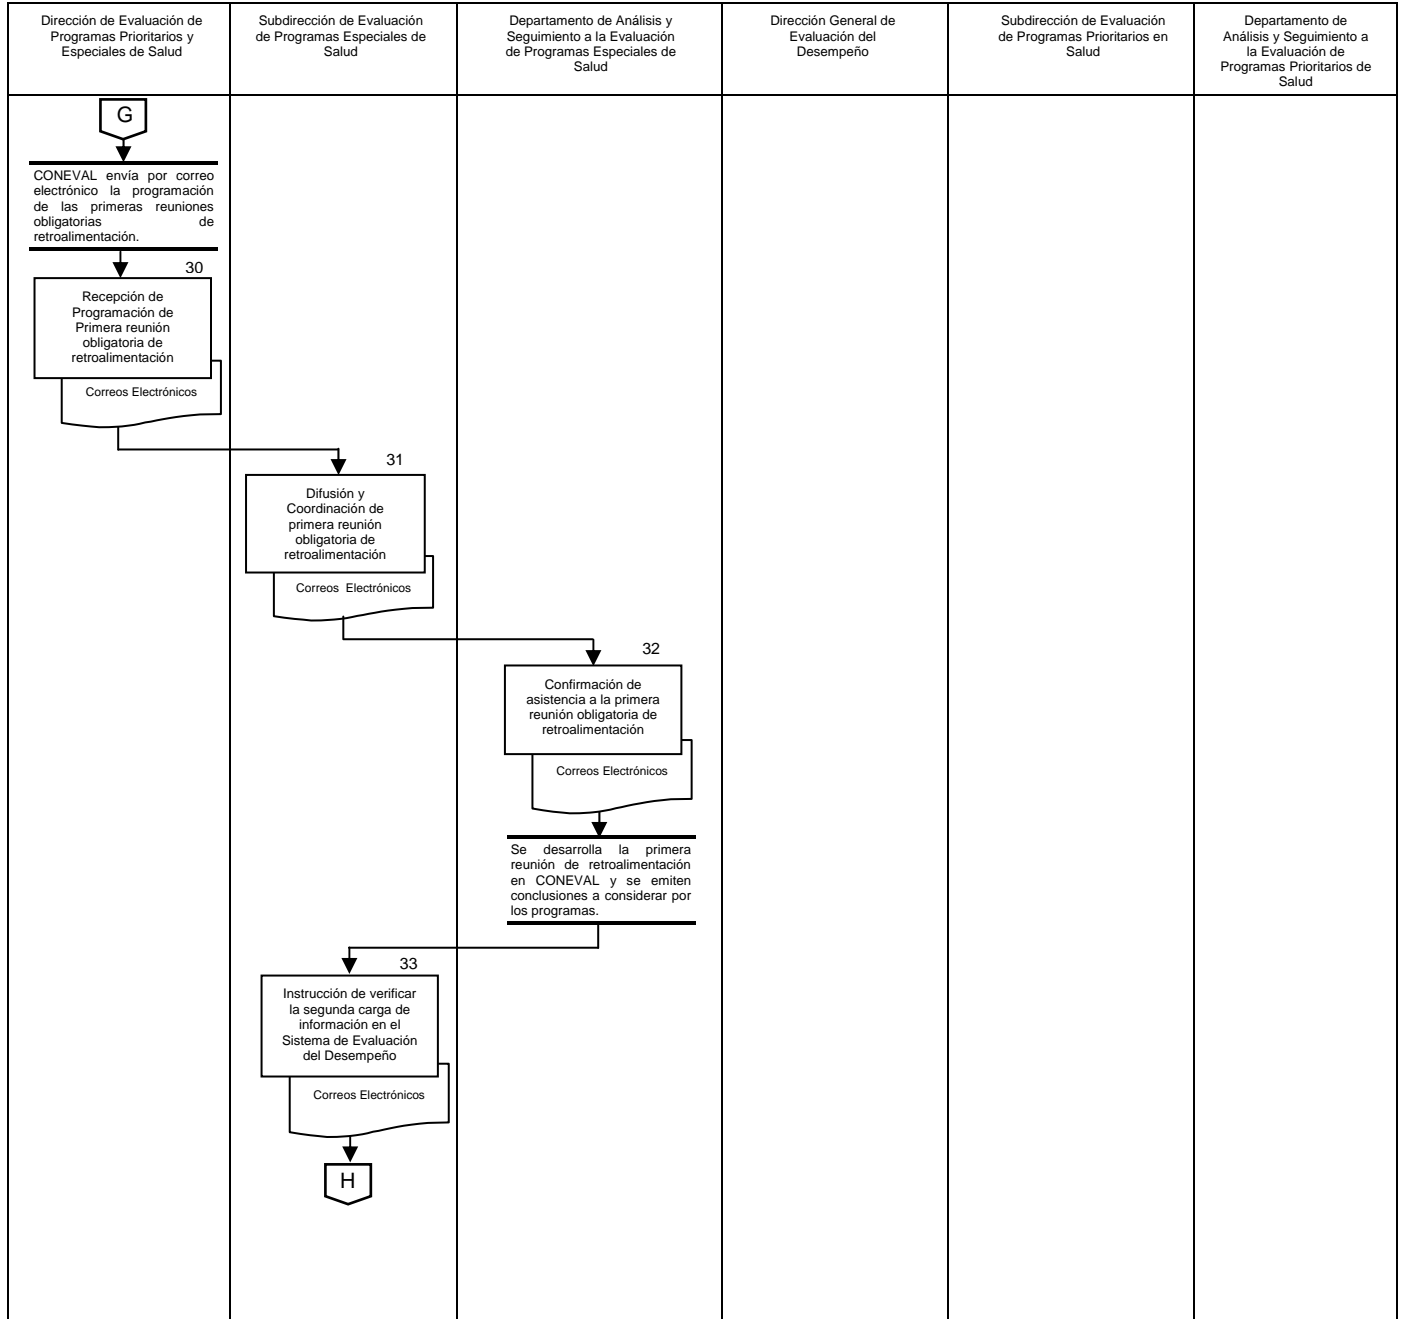 Dirección de Evaluación de
Programas Prioritarios y
Especiales de Salud
Subdirección de Evaluación
de Programas Especiales de
Salud
Departamento de Análisis y
Seguimiento a la Evaluación
de Programas Especiales de
Salud
Dirección General de
Evaluación del
Desempeño
Subdirección de Evaluación
de Programas Prioritarios en
Salud
Departamento de
Análisis y Seguimiento a
la Evaluación de
Programas Prioritarios de
Salud
G
CONEVAL envía por correo
electrónico la programación
de las primeras reuniones
obligatorias de
retroalimentación.
30
Recepción de
Programación de
Primera reunión
obligatoria de
retroalimentación
Correos Electrónicos
31
Difusión y
Coordinación de
primera reunión
obligatoria de
retroalimentación
Correos Electrónicos
32
Confirmación de
asistencia a la primera
reunión obligatoria de
retroalimentación
Correos Electrónicos
Se desarrolla la primera
reunión de retroalimentación
en CONEVAL y se emiten
conclusiones a considerar por
los programas.
33
Instrucción de verificar
la segunda carga de
información en el
Sistema de Evaluación
del Desempeño
Correos Electrónicos
H